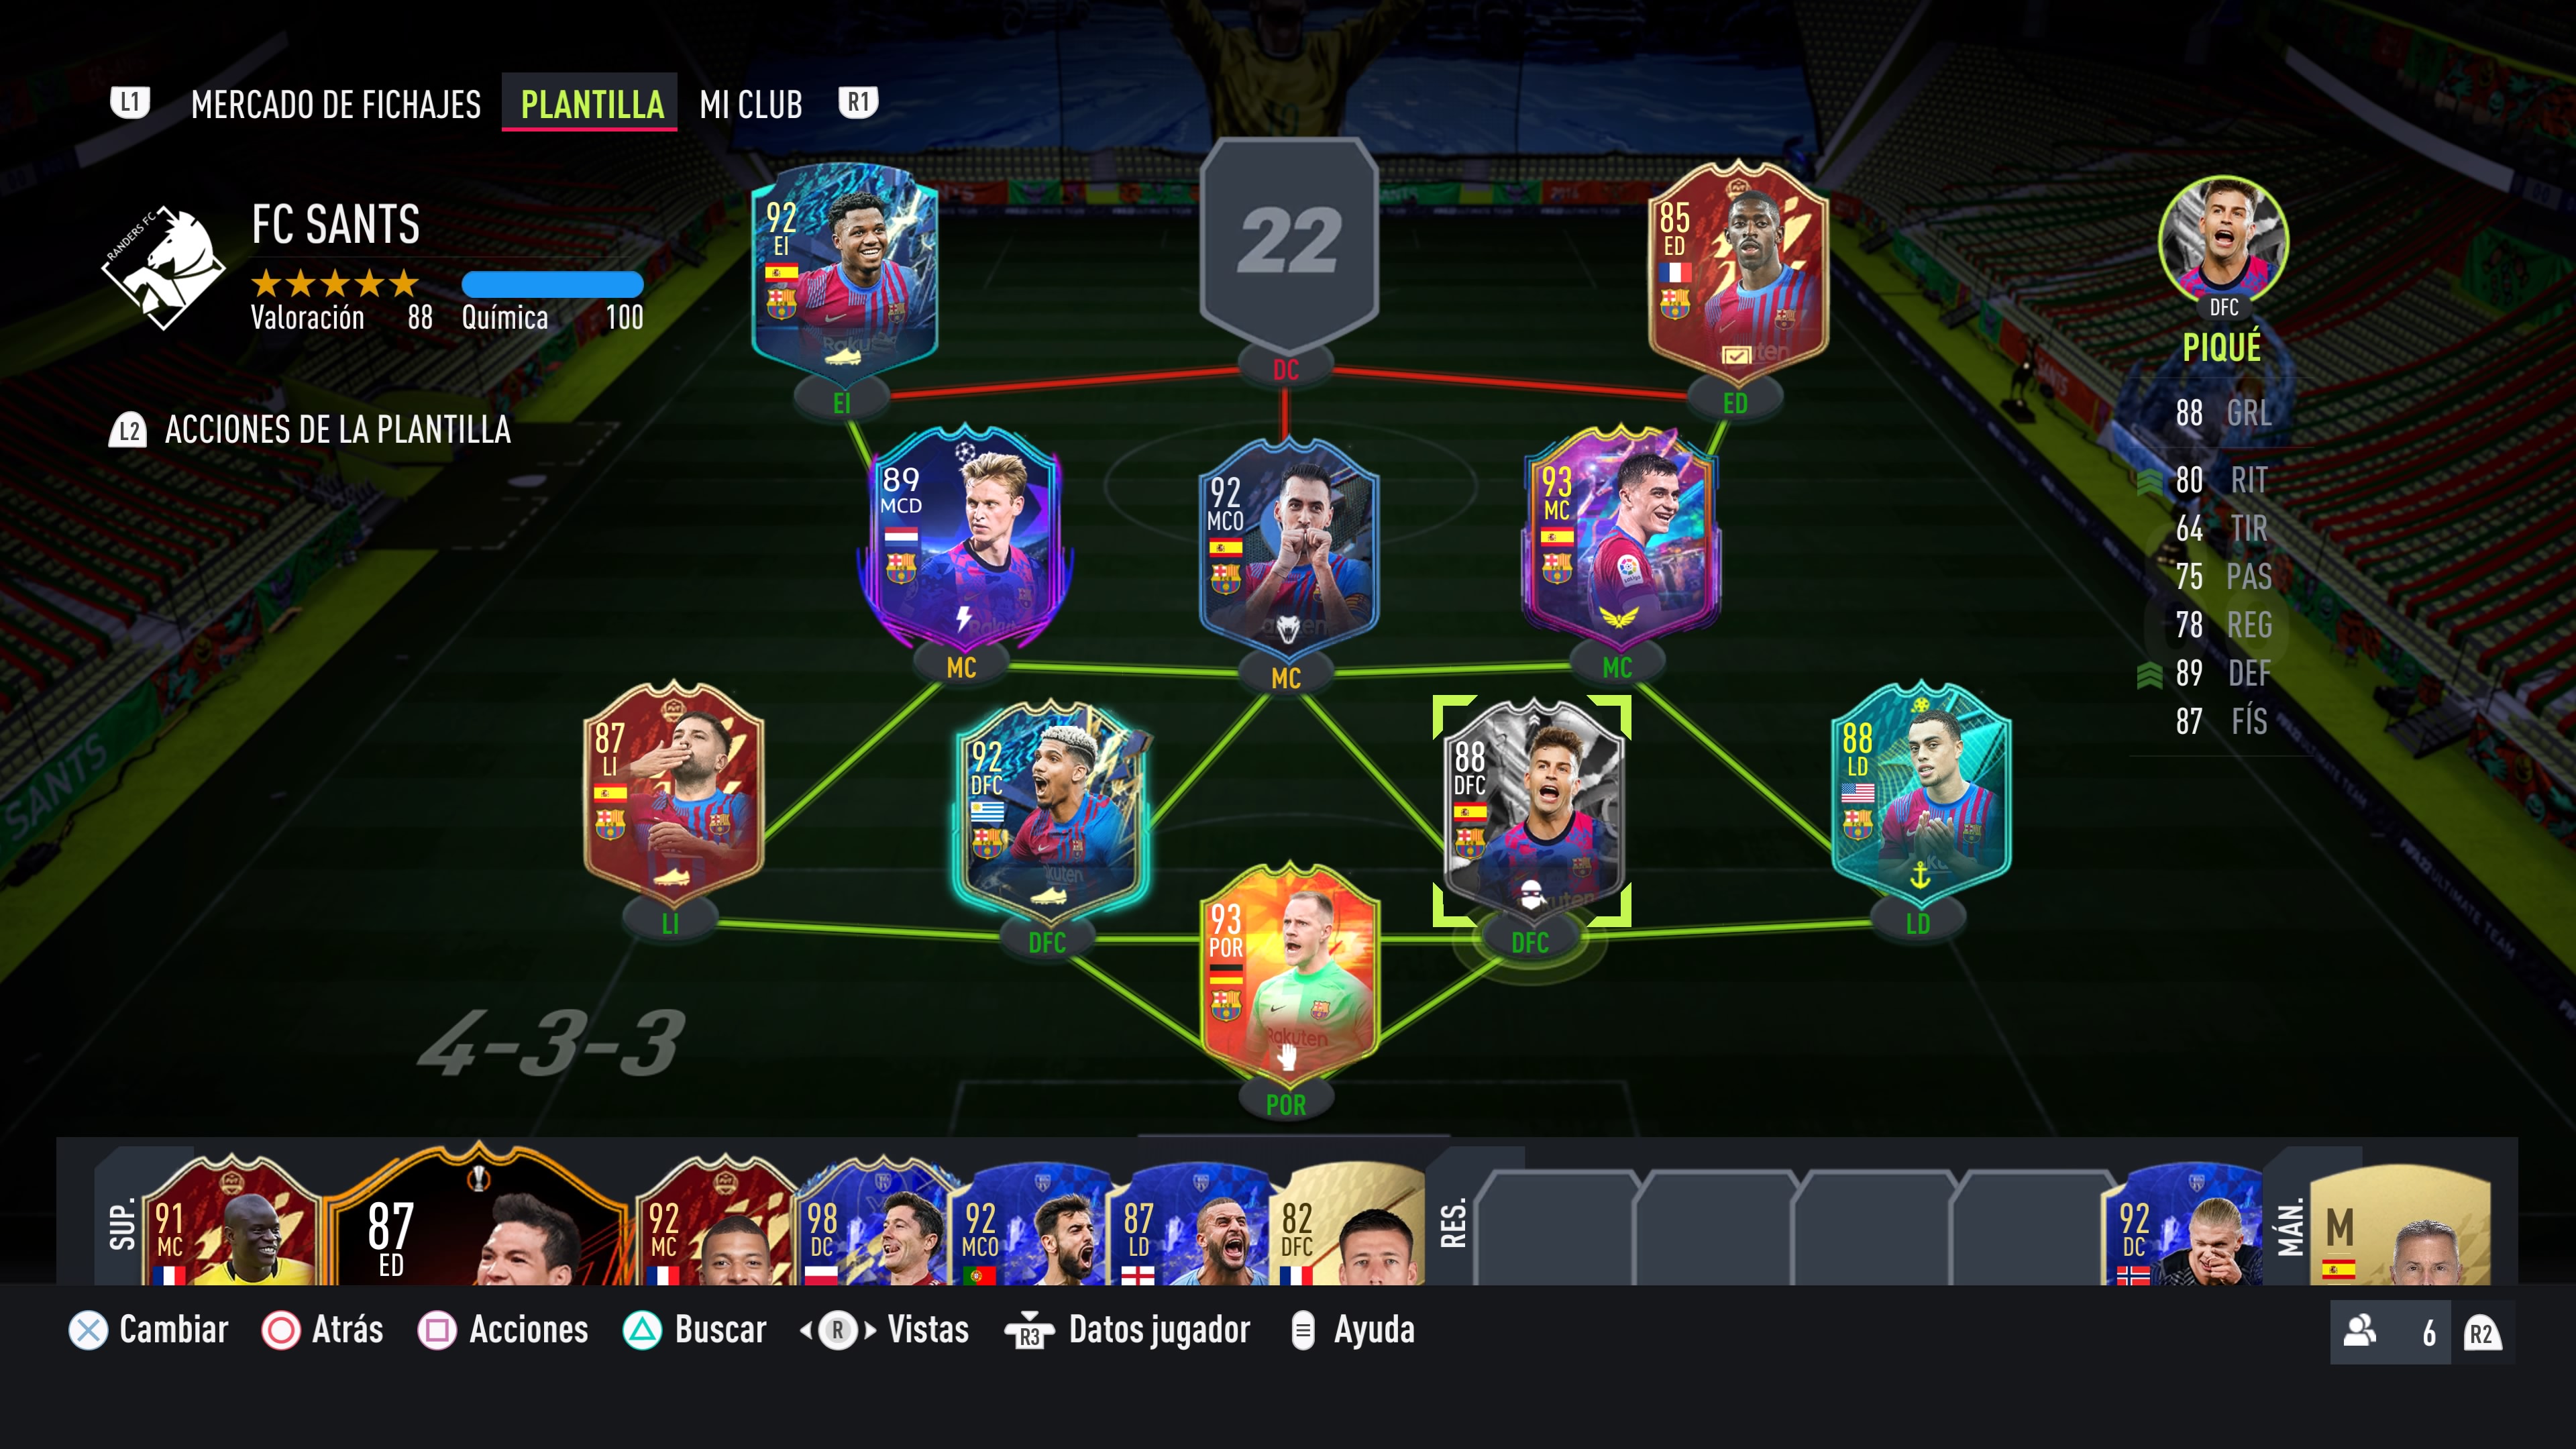 L1 MERCADO DE FICHAJES PLANTILLA MI CLUB R1
RANDERS FC
FC SANTS
Valoración 88 Química 100
L2 ACCIONES DE LA PLANTILLA
92
EI
EI
22
DC
85
ED
ED
89
MCD
MC
92
MCO
MC
93
MC
MC
87
LI
LI
92
DFC
DFC
88
DFC
DFC
88
LD
LD
93
POR
Rakuten
POR
4-3-3
SANTS
DFC
PIQUÉ
88 GRL
80 RIT
64 TIR
75 PAS
78 REG
89 DEF
87 FÍS
SUP.
91
MC
87
ED
92
MC
98
DC
92
MCO
87
LD
82
DFC
RES.
92
DC
MÁN.
M
Cambiar Atrás Acciones Buscar R Vistas R3 Datos jugador Ayuda
6 R2